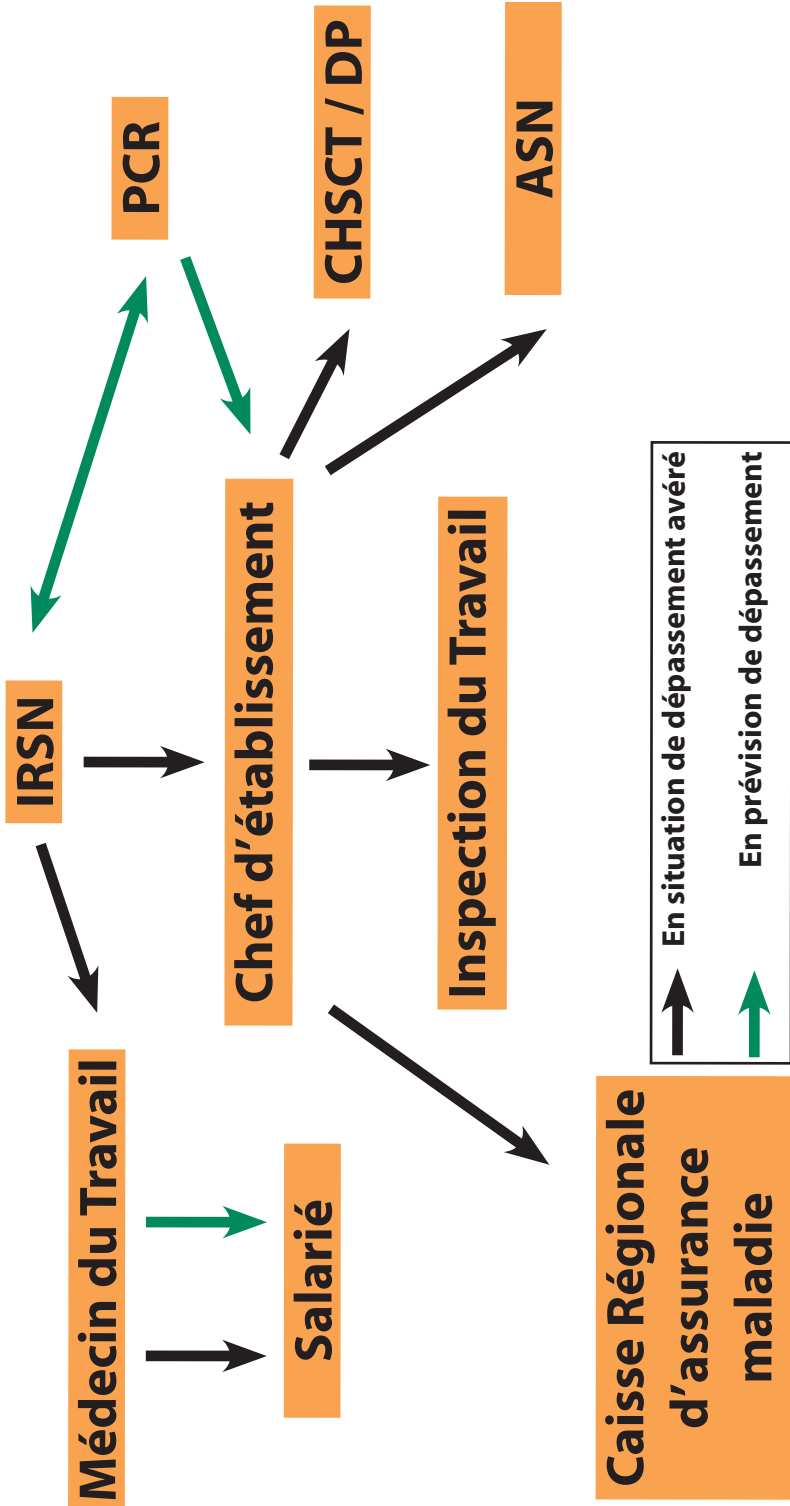 IRSN
PCR
Médecin du Travail
Chef d'établissement
CHSCT / DP
Salarié
Inspection du Travail
ASN
Caisse Régionale
d'assurance
maladie
En situation de dépassement avéré
En prévision de dépassement